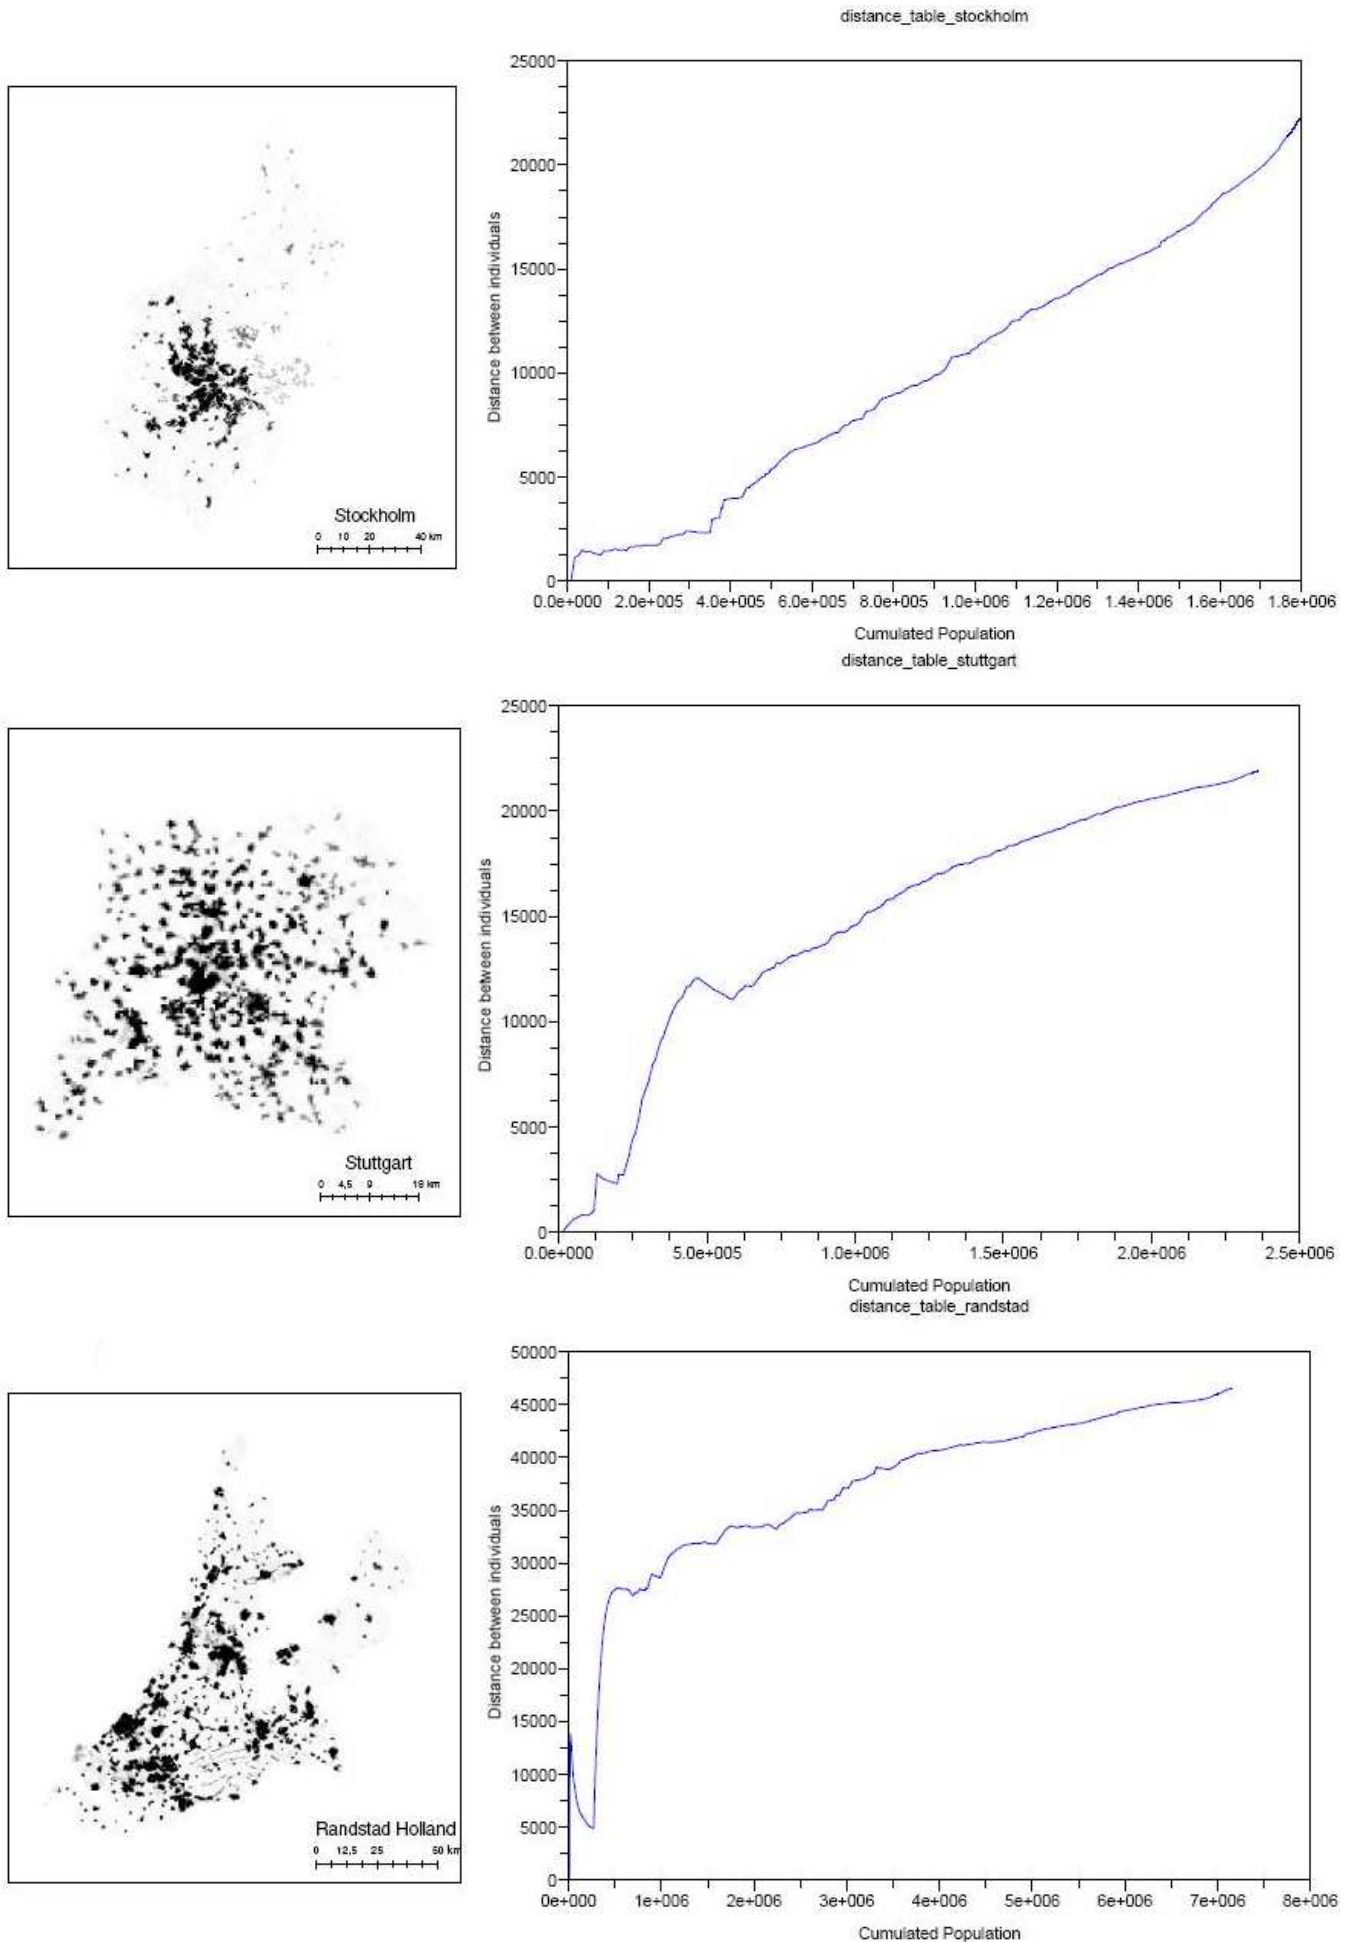 distance_table_stockholm
25000
20000
15000
10000
5000
0
Distance between individuals
0.0e+000 2.0e+005 4.0e+005 6.0e+005 8.0e+005 1.0e+006 1.2e+006 1.4e+006 1.6e+006 1.8e+006
Cumulated Population
Stockholm
0 10 20 40 km
distance_table_stuttgart
25000
20000
15000
10000
5000
0
Distance between individuals
0.0e+000 5.0e+005 1.0e+006 1.5e+006 2.0e+006 2.5e+006
Cumulated Population
Stuttgart
0 4,5 9 18 km
distance_table_randstad
50000
45000
40000
35000
30000
25000
20000
15000
10000
5000
0
Distance between individuals
0e+000 1e+006 2e+006 3e+006 4e+006 5e+006 6e+006 7e+006 8e+006
Cumulated Population
Randstad Holland
0 12,5 25 50 km